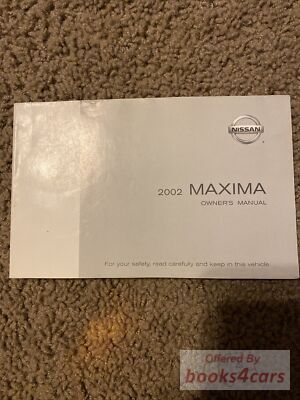 NISSAN
2002 MAXIMA
OWNER'S MANUAL
For your safety, read carefully and keep in this vehicle.
Offered By
books4cars